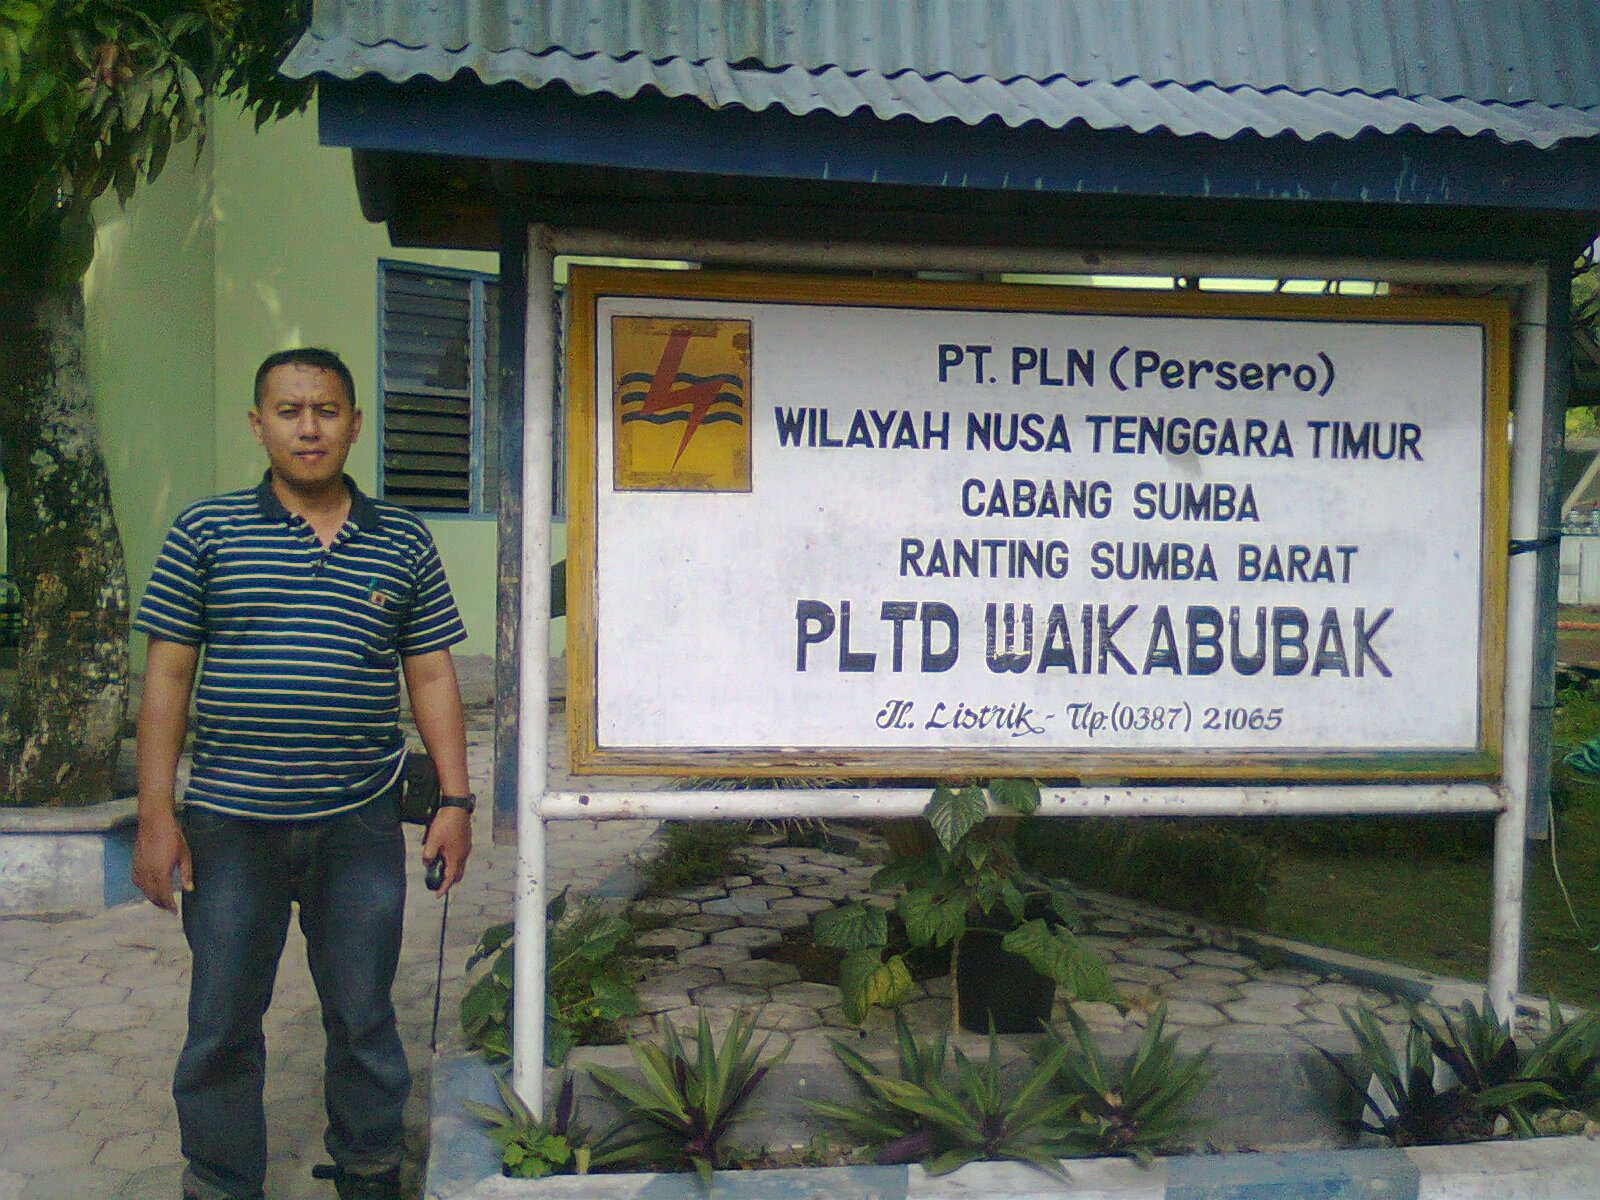 PT. PLN (Persero)
WILAYAH NUSA TENGGARA TIMUR
CABANG SUMBA
RANTING SUMBA BARAT
PLTD WAIKABUBAK
Jl. Listrik - Tlp.(0387) 21065